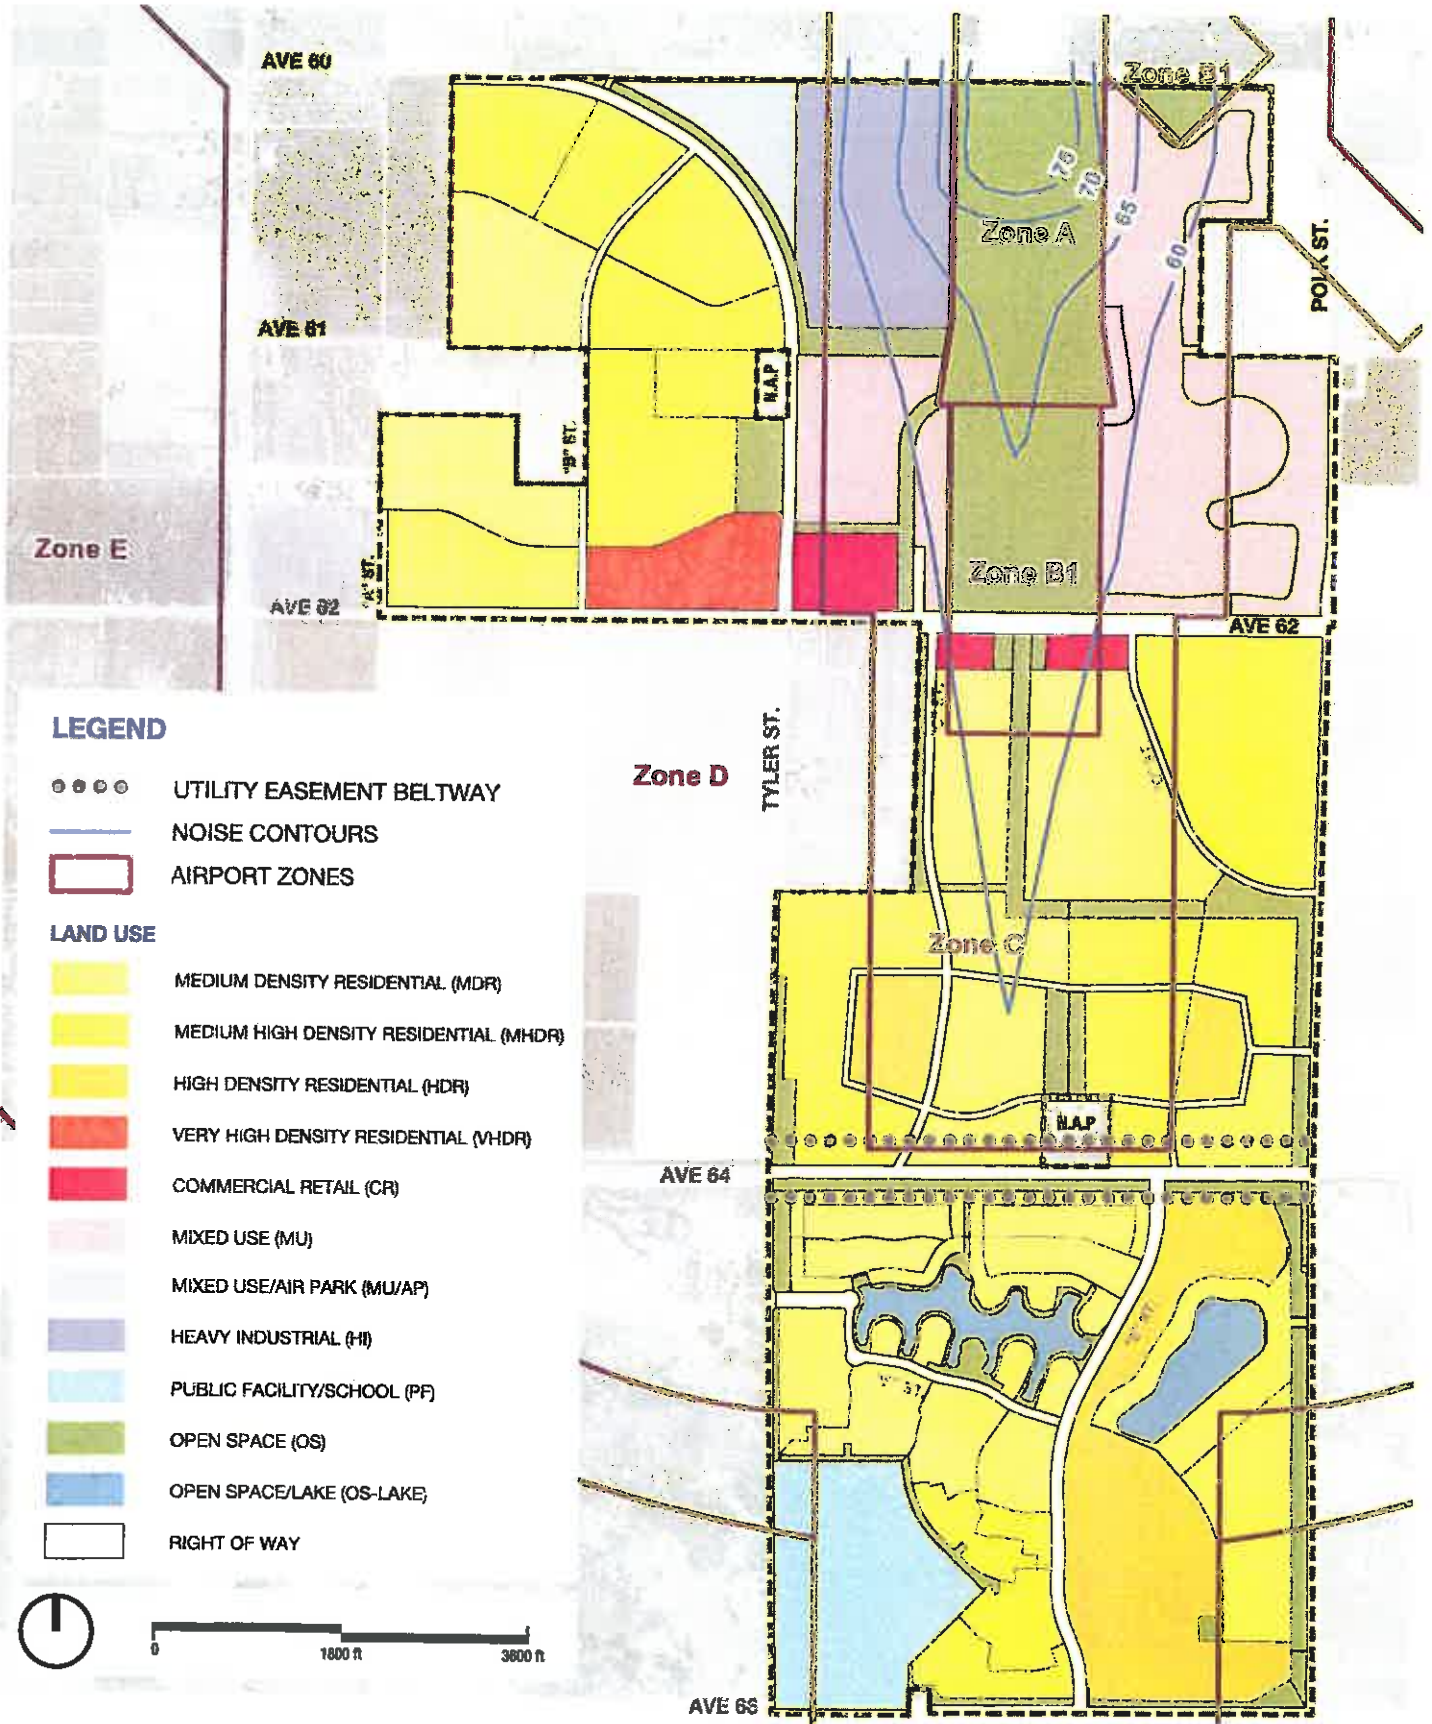 AVE 60
Zone B1
75
70
65
Zone A
60
POLK ST.
AVE 61
N.A.P
"B" ST.
Zone E
Zone B1
"A" ST.
AVE 62
AVE 62
LEGEND
UTILITY EASEMENT BELTWAY
NOISE CONTOURS
AIRPORT ZONES
LAND USE
MEDIUM DENSITY RESIDENTIAL (MDR)
MEDIUM HIGH DENSITY RESIDENTIAL (MHDR)
HIGH DENSITY RESIDENTIAL (HDR)
VERY HIGH DENSITY RESIDENTIAL (VHDR)
COMMERCIAL RETAIL (CR)
MIXED USE (MU)
MIXED USE/AIR PARK (MU/AP)
HEAVY INDUSTRIAL (HI)
PUBLIC FACILITY/SCHOOL (PF)
OPEN SPACE (OS)
OPEN SPACE/LAKE (OS-LAKE)
RIGHT OF WAY
0
1800 ft
3600 ft
Zone D
TYLER ST.
Zone C
N.A.P
AVE 64
AVE 66